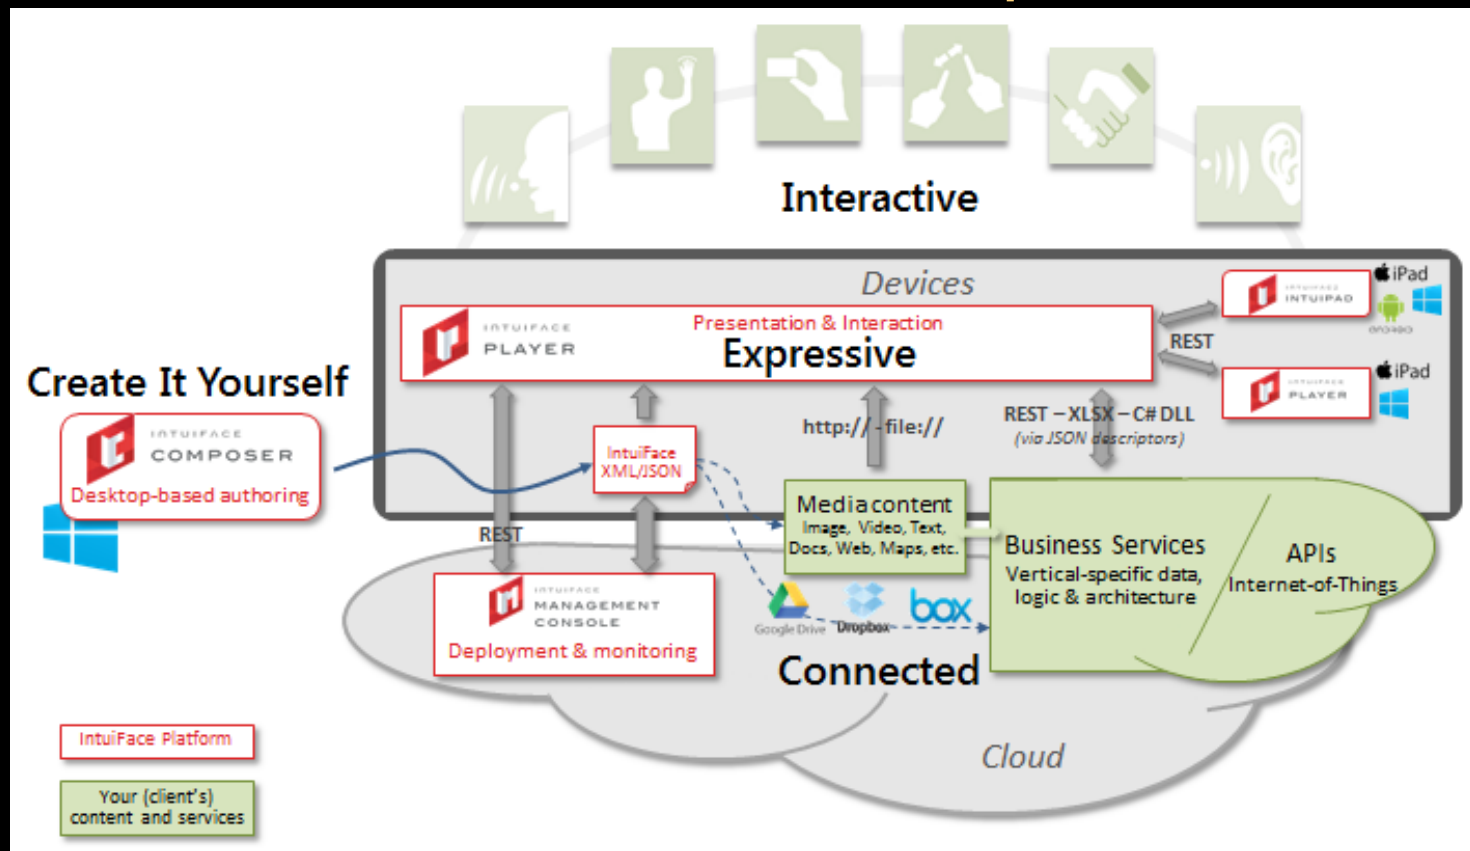 Interactive
Devices
INTUIFACE
PLAYER
Presentation & Interaction
Expressive
INTUIFACE
INTUIPAD
iPad
ANDROID
REST
INTUIFACE
PLAYER
iPad
Create It Yourself
INTUIFACE
COMPOSER
Desktop-based authoring
IntuiFace
XML/JSON
http:// - file://
REST – XLSX – C# DLL
(via JSON descriptors)
REST
Media content
Image, Video, Text,
Docs, Web, Maps, etc.
Business Services
Vertical-specific data,
logic & architecture
APIs
Internet-of-Things
INTUIFACE
MANAGEMENT
CONSOLE
Deployment & monitoring
Google Drive
Dropbox
box
Connected
Cloud
IntuiFace Platform
Your (client's)
content and services